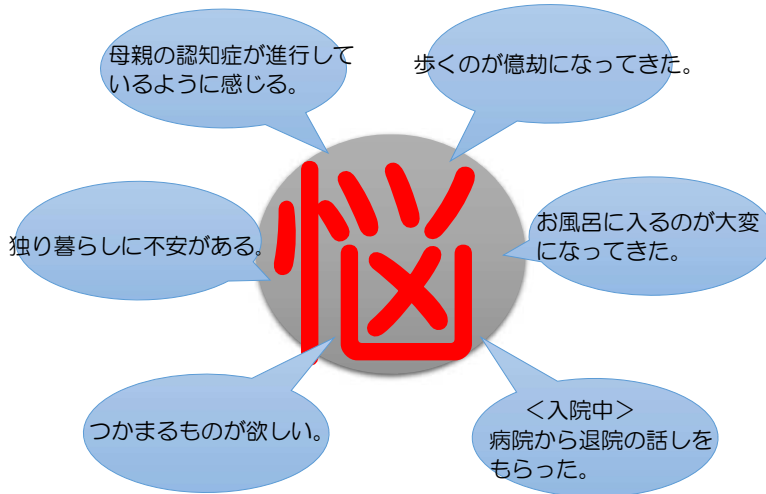 母親の認知症が進行して
いるように感じる。
歩くのが億劫になってきた。
悩
独り暮らしに不安がある。
お風呂に入るのが大変
になってきた。
つかまるものが欲しい。
＜入院中＞
病院から退院の話しを
もらった。